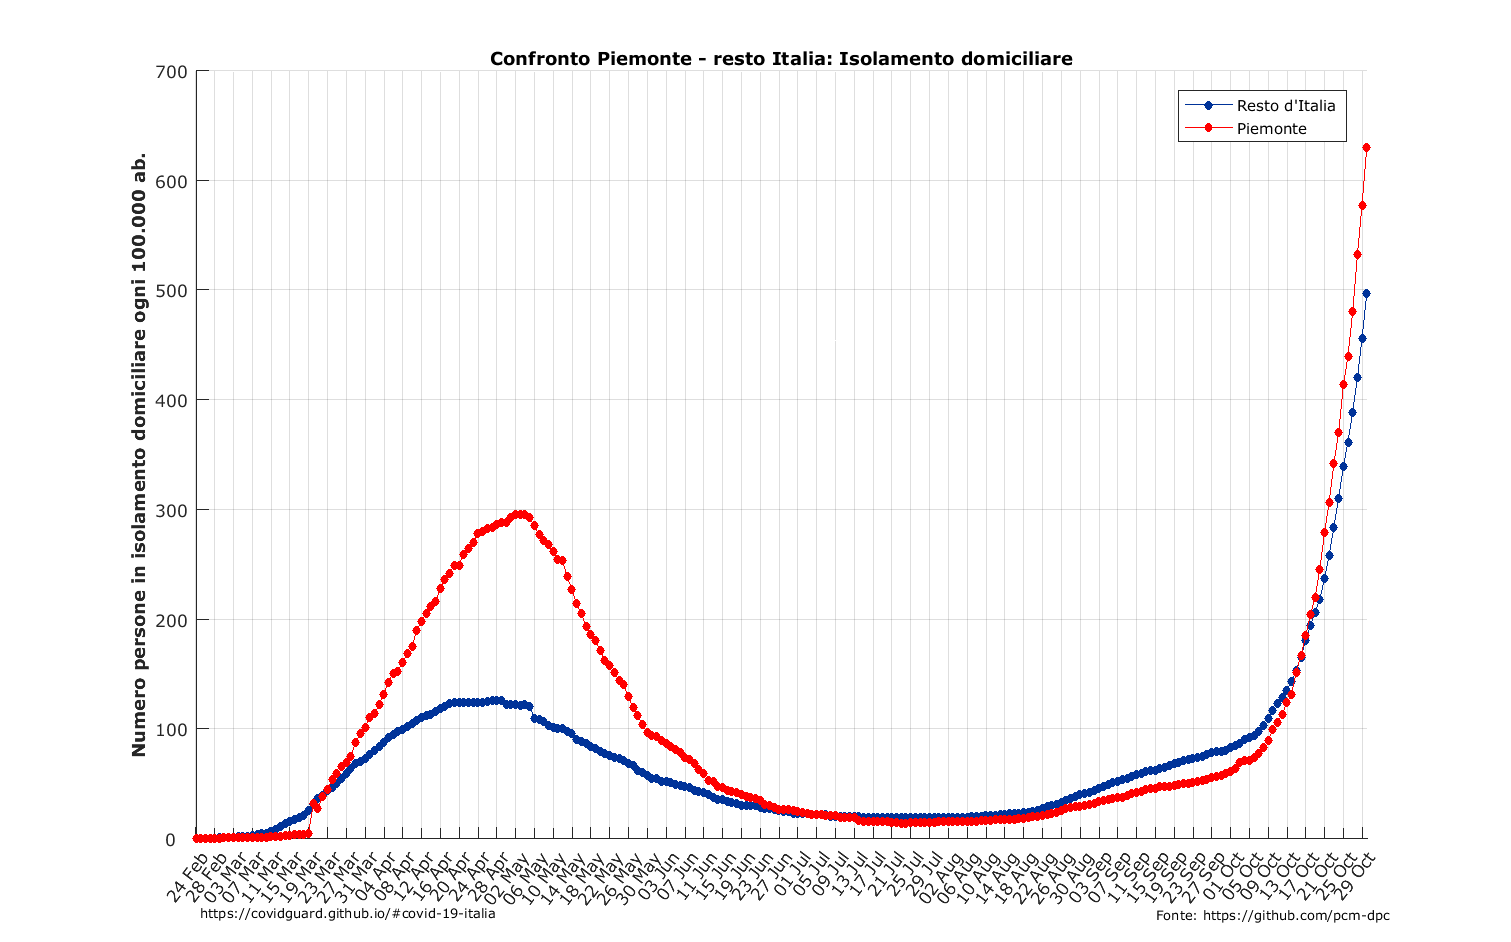 Confronto Piemonte - resto Italia: Isolamento domiciliare
Numero persone in isolamento domiciliare ogni 100.000 ab.
700
600
500
400
300
200
100
0
Resto d'Italia
Piemonte
24 Feb
28 Feb
03 Mar
07 Mar
11 Mar
15 Mar
19 Mar
23 Mar
27 Mar
31 Mar
04 Apr
08 Apr
12 Apr
16 Apr
20 Apr
24 Apr
28 Apr
02 May
06 May
10 May
14 May
18 May
22 May
26 May
30 May
03 Jun
07 Jun
11 Jun
15 Jun
19 Jun
23 Jun
27 Jun
01 Jul
05 Jul
09 Jul
13 Jul
17 Jul
21 Jul
25 Jul
29 Jul
02 Aug
06 Aug
10 Aug
14 Aug
18 Aug
22 Aug
26 Aug
30 Aug
03 Sep
07 Sep
11 Sep
15 Sep
19 Sep
23 Sep
27 Sep
01 Oct
05 Oct
09 Oct
13 Oct
17 Oct
21 Oct
25 Oct
29 Oct
https://covidguard.github.io/#covid-19-italia
Fonte: https://github.com/pcm-dpc